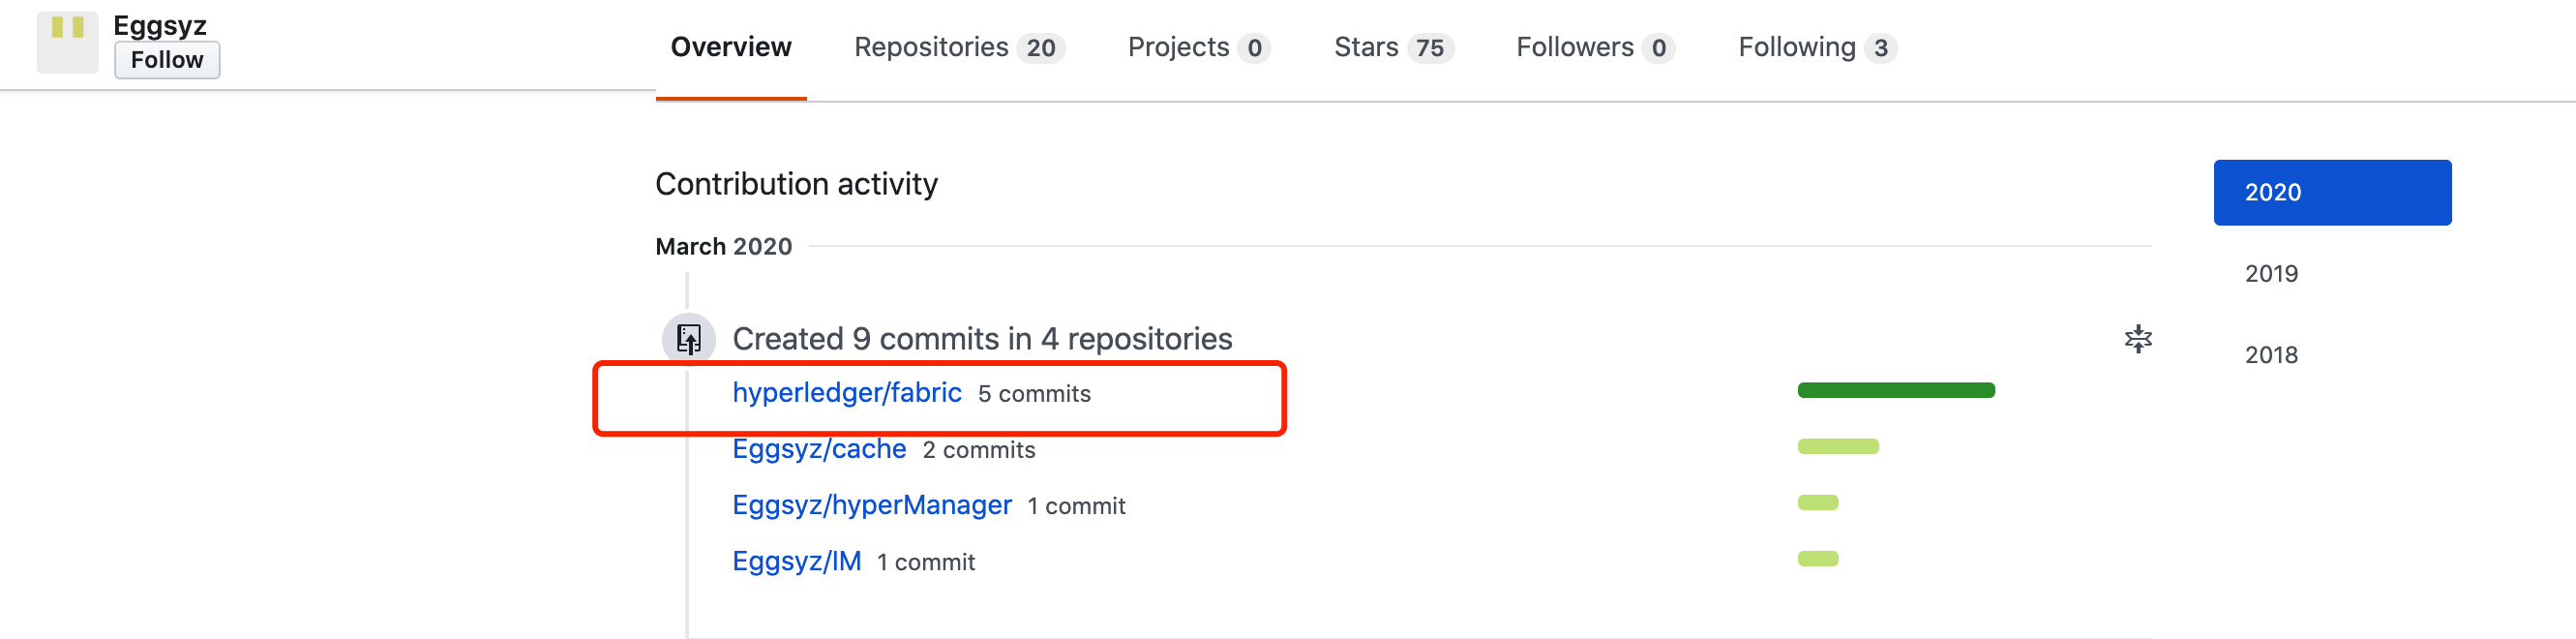 Eggsyz
Follow
Overview Repositories 20 Projects 0 Stars 75 Followers 0 Following 3
Contribution activity
2020
2019
2018
March 2020
Created 9 commits in 4 repositories
hyperledger/fabric 5 commits
Eggsyz/cache 2 commits
Eggsyz/hyperManager 1 commit
Eggsyz/IM 1 commit